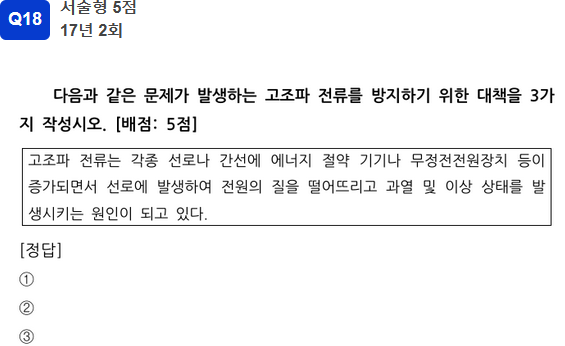 Q18
서술형 5점
17년 2회
다음과 같은 문제가 발생하는 고조파 전류를 방지하기 위한 대책을 3가
지 작성시오. [배점: 5점]
고조파 전류는 각종 선로나 간선에 에너지 절약 기기나 무정전전원장치 등이
증가되면서 선로에 발생하여 전원의 질을 떨어뜨리고 과열 및 이상 상태를 발
생시키는 원인이 되고 있다.
[정답]
①
②
③